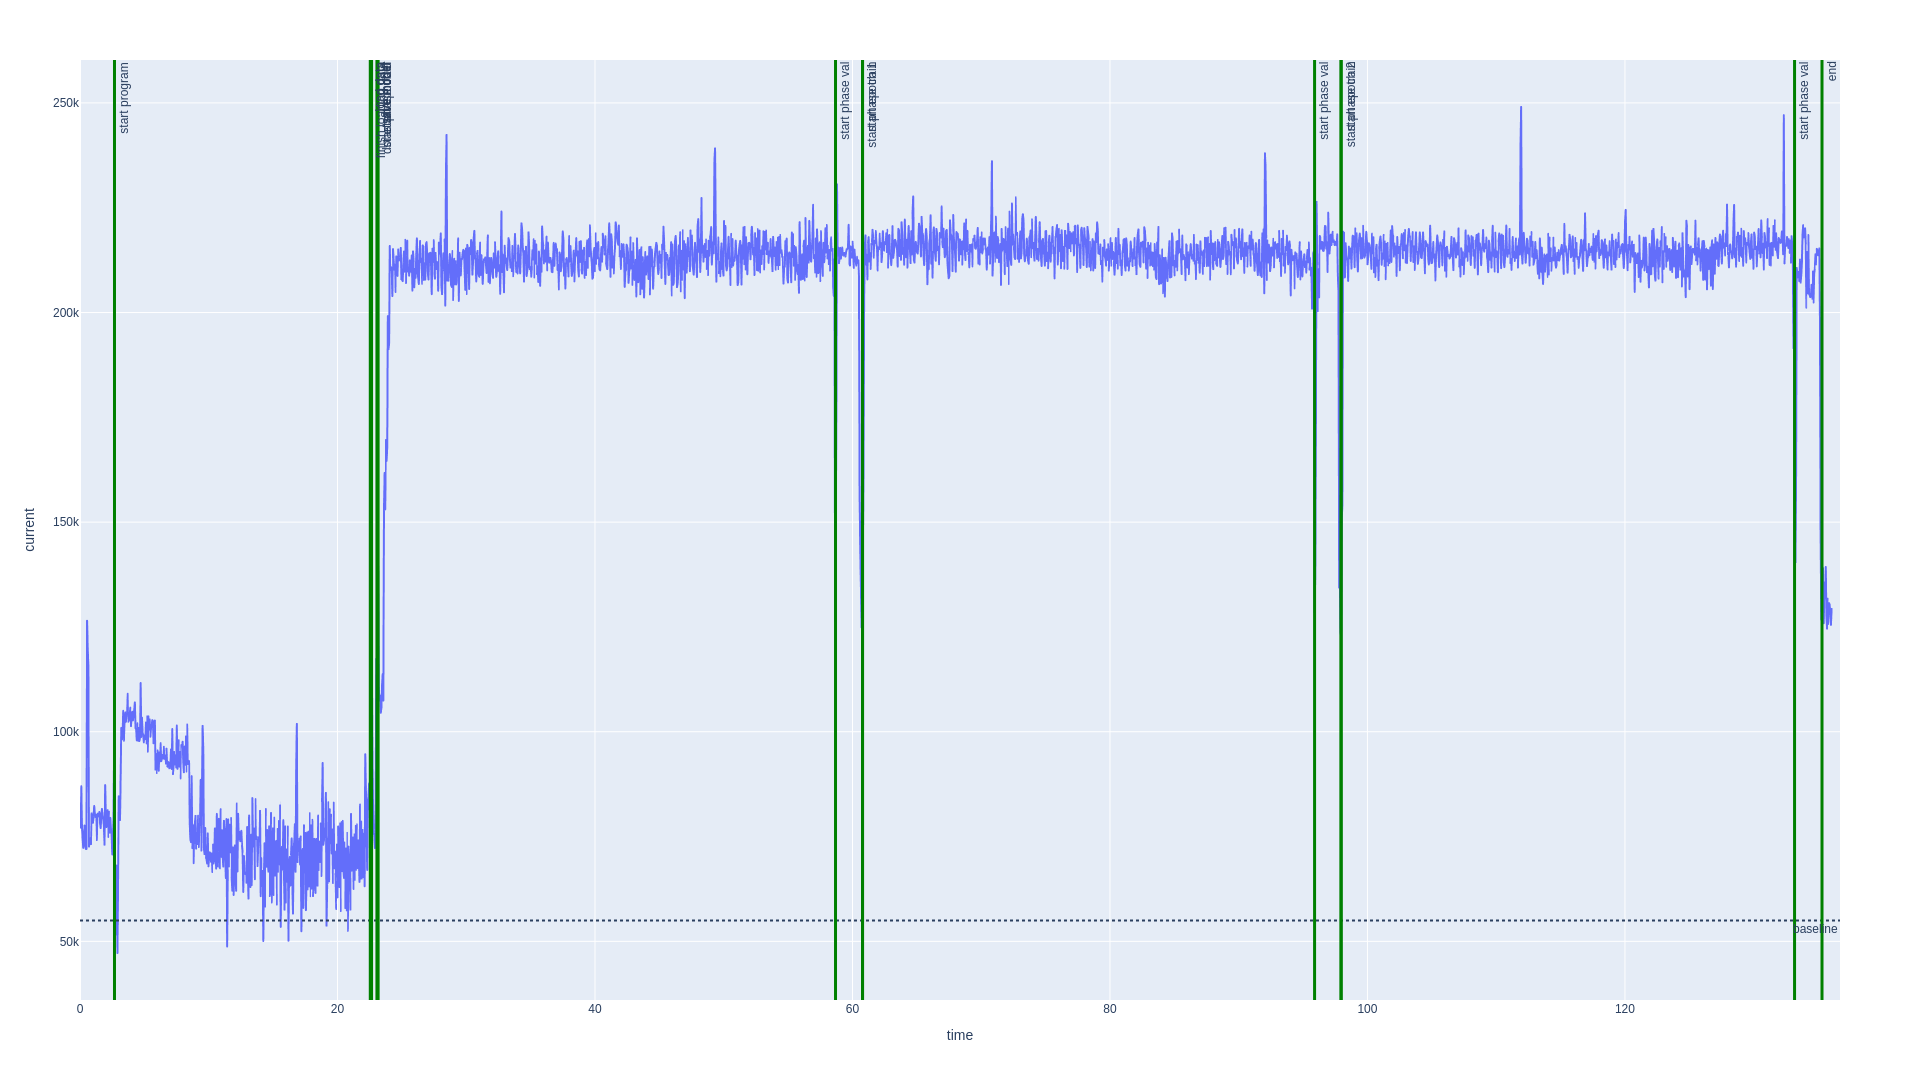 start program
start phase val
start phase val
start phase val
end
250k
200k
150k
100k
50k
current
baseline
0
20
40
60
80
100
120
time